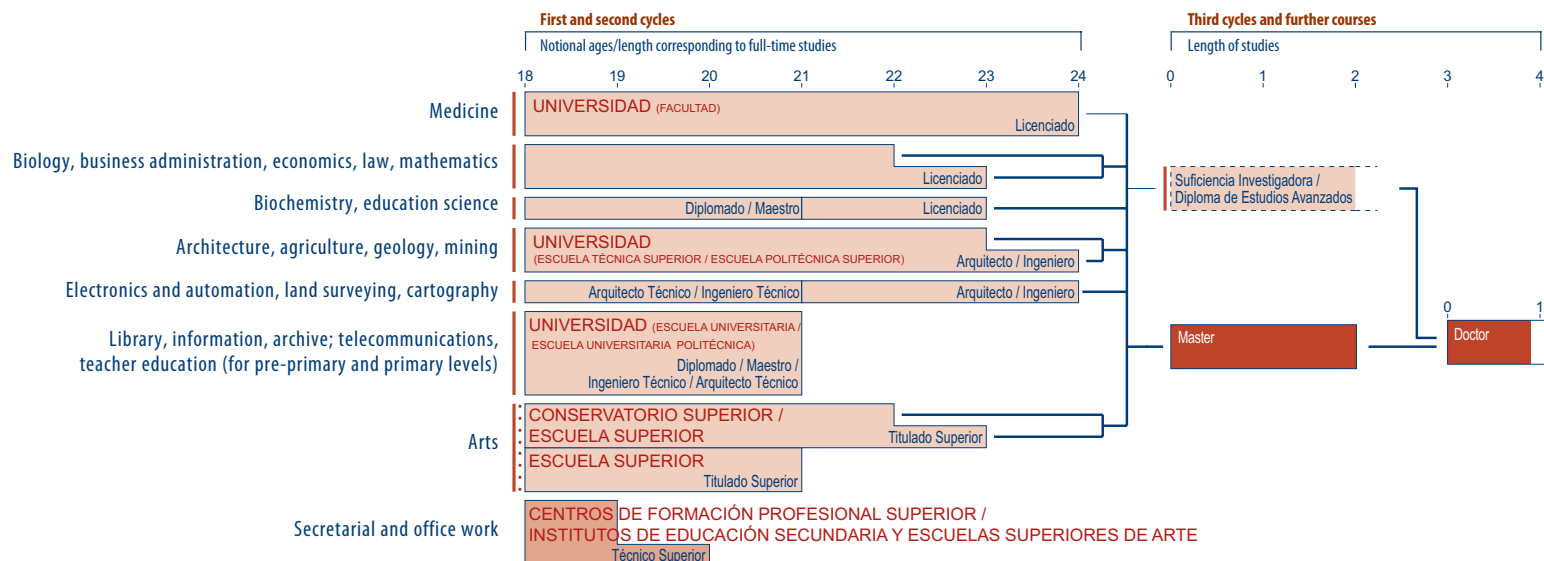 First and second cycles
Third cycles and further courses
Notional ages/length corresponding to full-time studies
Length of studies
18 19 20 21 22 23 24 0 1 2 3 4
Medicine
UNIVERSIDAD (FACULTAD)
Licenciado
Biology, business administration, economics, law, mathematics
Licenciado
Suficiencia Investigadora /
Diploma de Estudios Avanzados
Biochemistry, education science
Diplomado / Maestro
Licenciado
Architecture, agriculture, geology, mining
UNIVERSIDAD
(ESCUELA TÉCNICA SUPERIOR / ESCUELA POLITÉCNICA SUPERIOR)
Arquitecto / Ingeniero
Electronics and automation, land surveying, cartography
Arquitecto Técnico / Ingeniero Técnico
Arquitecto / Ingeniero
0 1
Library, information, archive; telecommunications,
teacher education (for pre-primary and primary levels)
UNIVERSIDAD (ESCUELA UNIVERSITARIA /
ESCUELA UNIVERSITARIA POLITÉCNICA)
Diplomado / Maestro /
Ingeniero Técnico / Arquitecto Técnico
Master
Doctor
Arts
CONSERVATORIO SUPERIOR /
ESCUELA SUPERIOR
Titulado Superior
ESCUELA SUPERIOR
Titulado Superior
Secretarial and office work
CENTROS DE FORMACIÓN PROFESIONAL SUPERIOR /
INSTITUTOS DE EDUCACIÓN SECUNDARIA Y ESCUELAS SUPERIORES DE ARTE
Técnico Superior